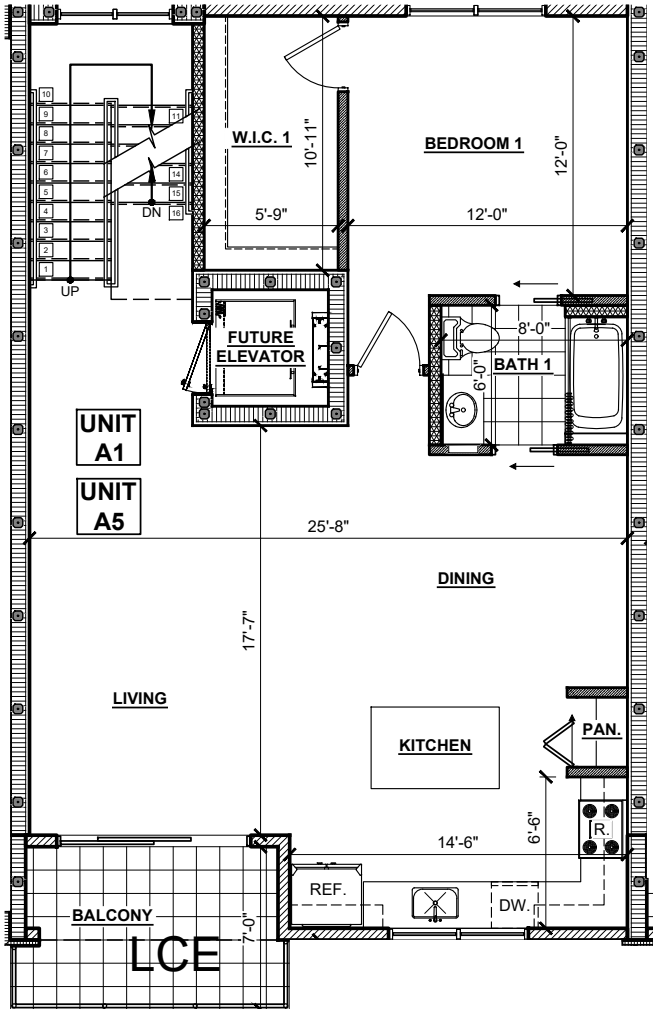 10
9
8
7
6
5
4
3
2
1
11
14
15
16
DN
UP
W.I.C. 1
10'-11"
5'-9"
BEDROOM 1
12'-0"
12'-0"
FUTURE
ELEVATOR
8'-0"
BATH 1
6'-0"
UNIT
A1
UNIT
A5
25'-8"
DINING
17'-7"
LIVING
KITCHEN
PAN.
6'-6"
R.
14'-6"
REF.
DW.
BALCONY
LCE
7'-0"